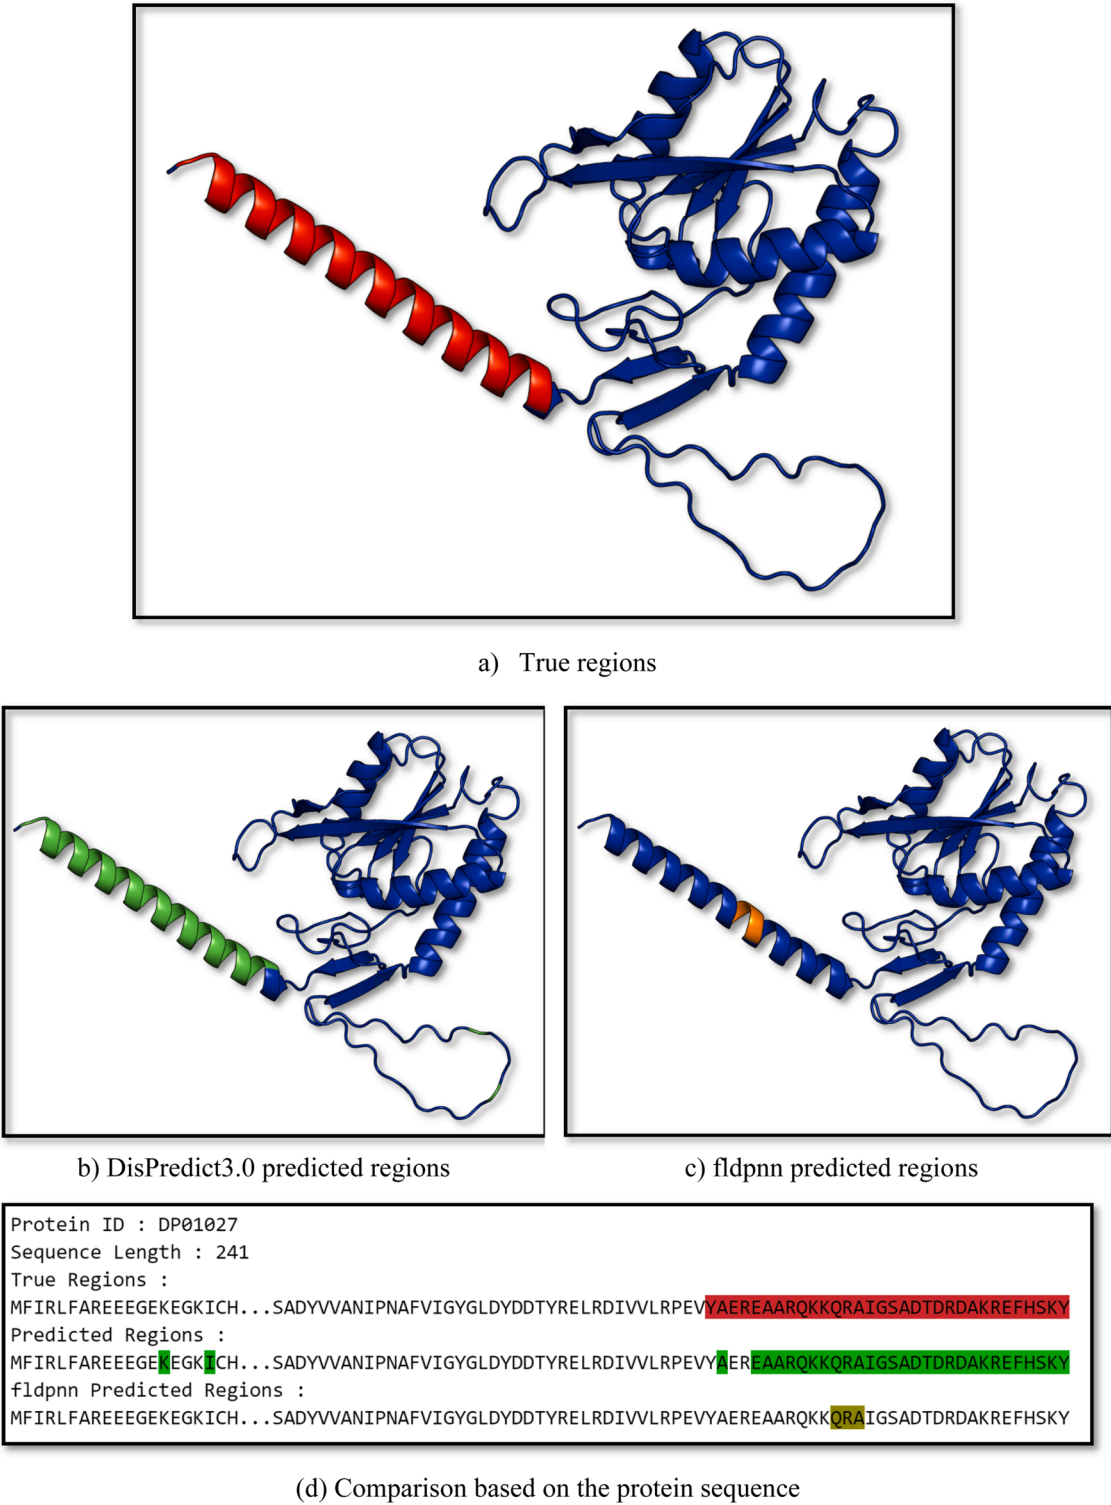 a) True regions
b) DisPredict3.0 predicted regions
c) fldpnn predicted regions
Protein ID : DP01027
Sequence Length : 241
True Regions :
MFIRLFAREEEGEKEGKICH...SADYVVANIPNAFVIGYGLDYDDTYRELRDIVVLRPEVYAEREAARQKKQRAIGSADTDRDAKREFHSKY
Predicted Regions :
MFIRLFAREEEGEKEGKICH...SADYVVANIPNAFVIGYGLDYDDTYRELRDIVVLRPEVYAEREAARQKKQRAIGSADTDRDAKREFHSKY
fldpnn Predicted Regions :
MFIRLFAREEEGEKEGKICH...SADYVVANIPNAFVIGYGLDYDDTYRELRDIVVLRPEVYAEREAARQKKQRAIGSADTDRDAKREFHSKY
(d) Comparison based on the protein sequence